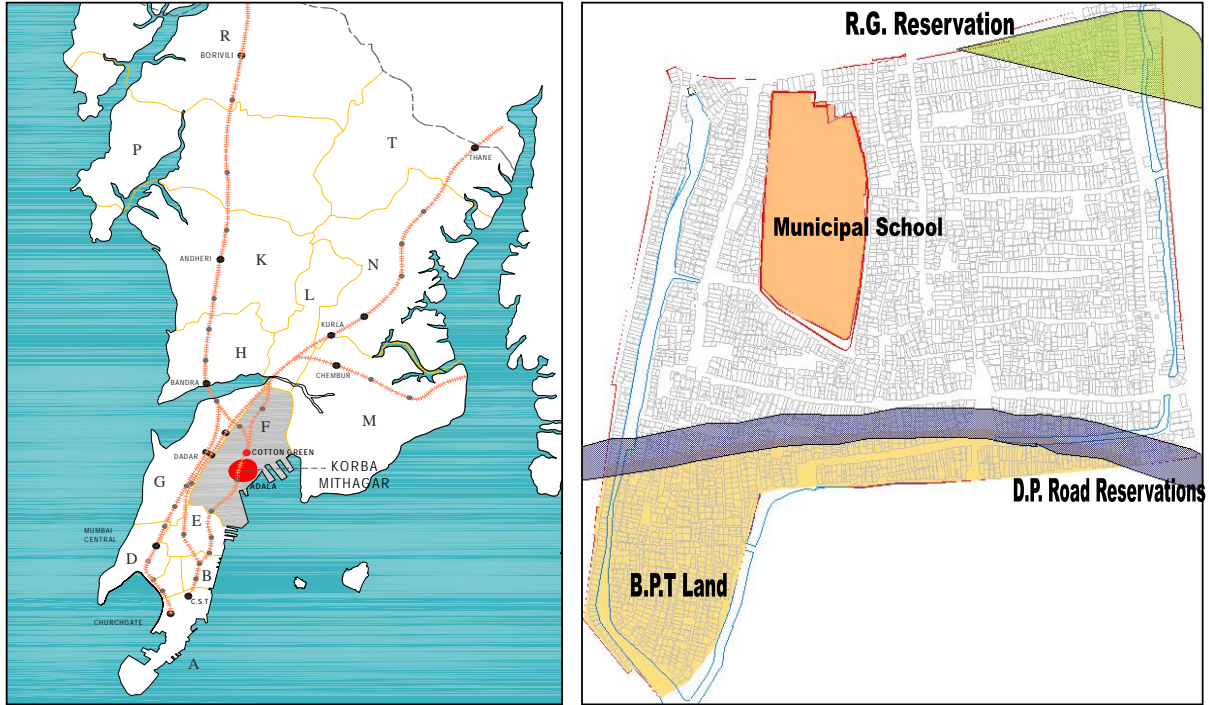 R
BORIVILI
T
P
THANE
K
ANDHERI
N
L
KURLA
H
CHEMBUR
BANDRA
M
F
COTTON GREEN
DADAR
KORBA
MITHAGAR
ADALA
G
E
MUMBAI
CENTRAL
D
B
C.S.T
CHURCHGATE
A
R.G. Reservation
Municipal School
D.P. Road Reservations
B.P.T Land